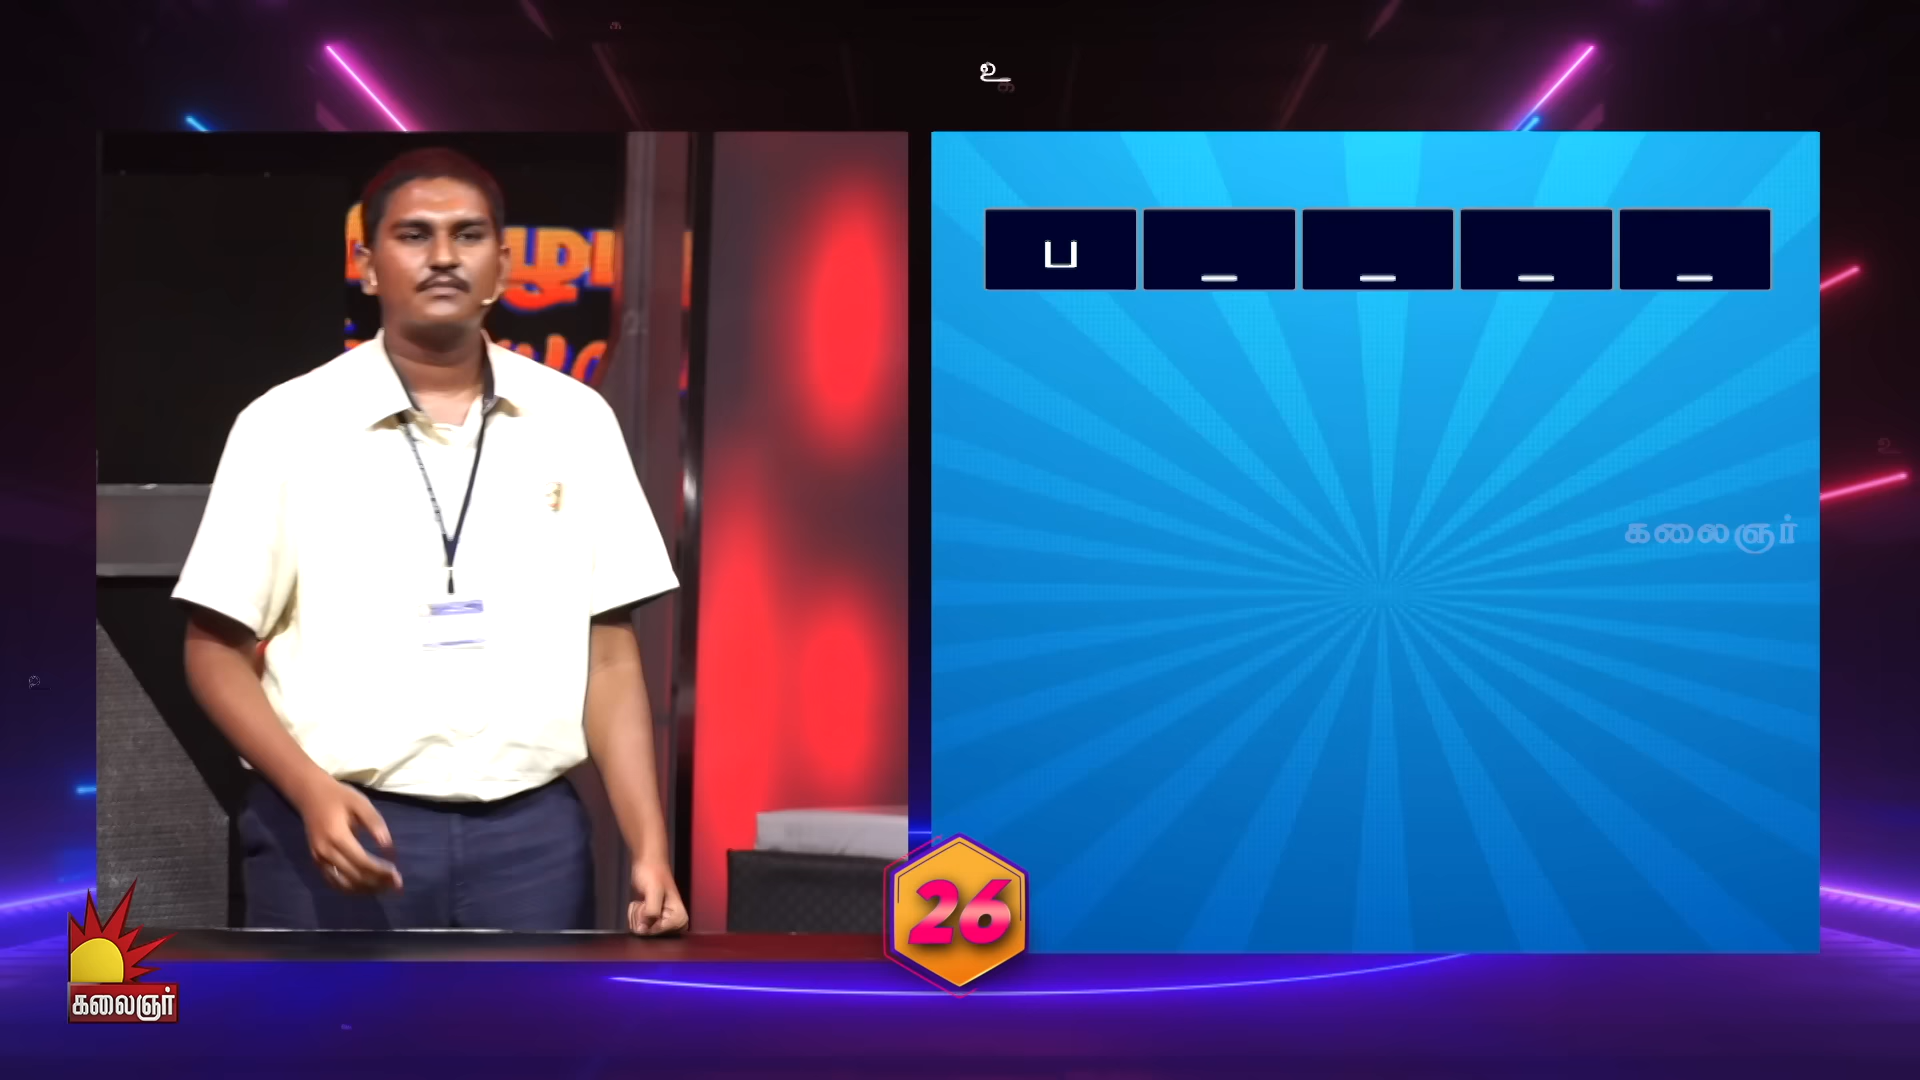 உ
ப _ _ _ _
கலைஞர்
26
கலைஞர்